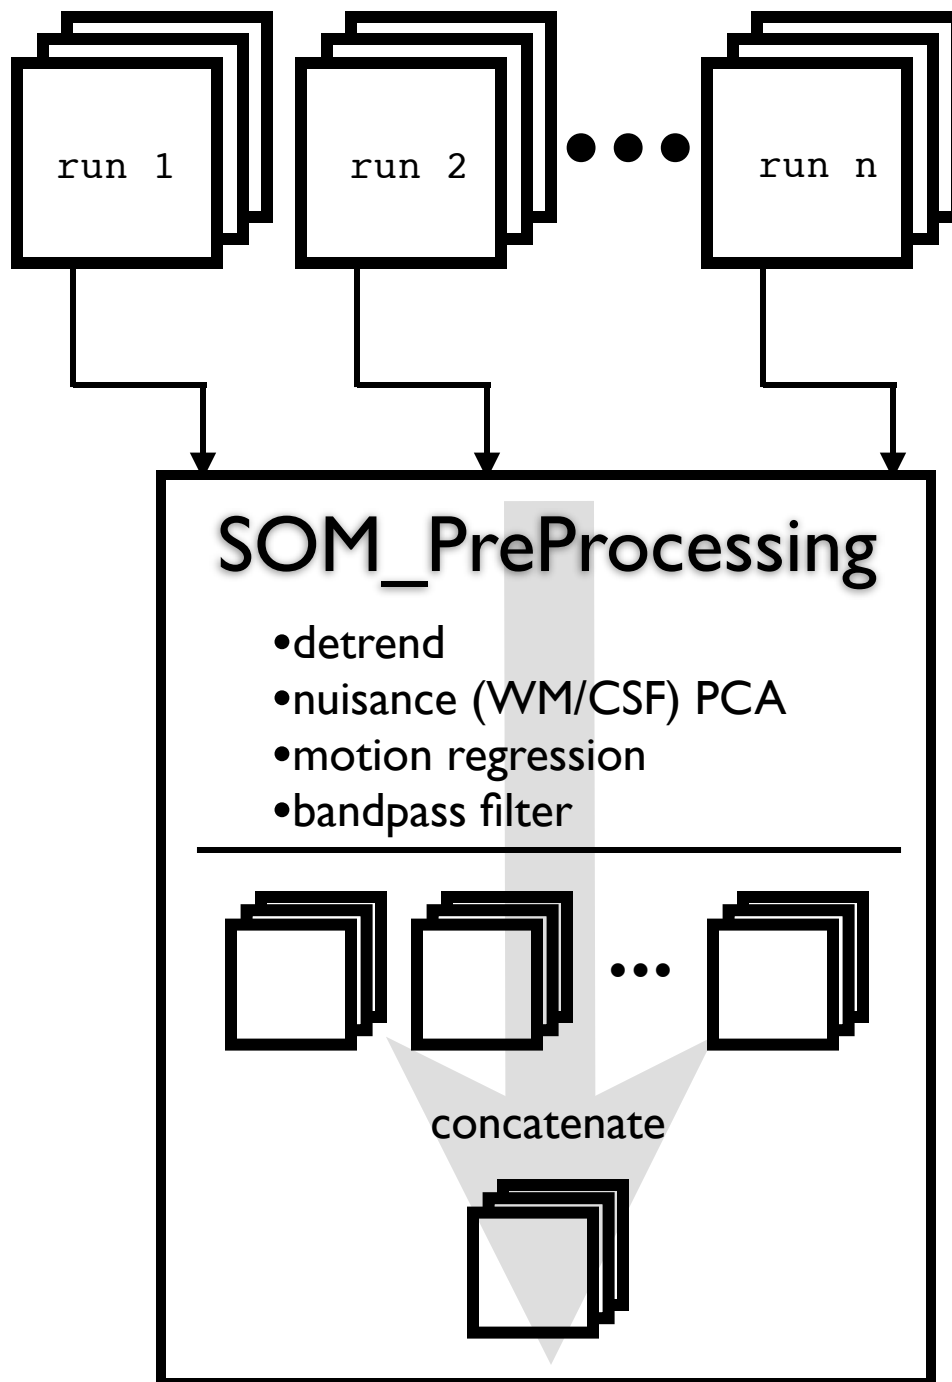 run 1
run 2
•••
run n
SOM_PreProcessing
•detrend
•nuisance (WM/CSF) PCA
•motion regression
•bandpass filter
•••
concatenate